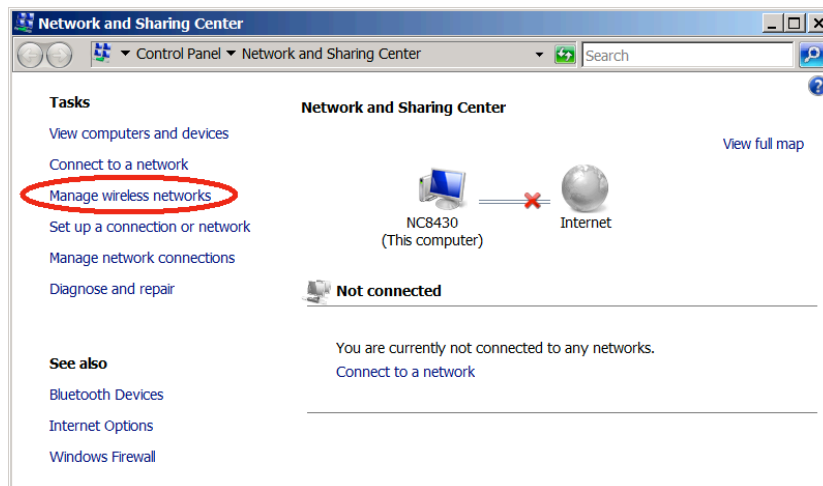 Network and Sharing Center
Control Panel Network and Sharing Center
Search
Tasks
View computers and devices
Connect to a network
Manage wireless networks
Set up a connection or network
Manage network connections
Diagnose and repair
See also
Bluetooth Devices
Internet Options
Windows Firewall
Network and Sharing Center
View full map
NC8430
(This computer)
Internet
Not connected
You are currently not connected to any networks.
Connect to a network